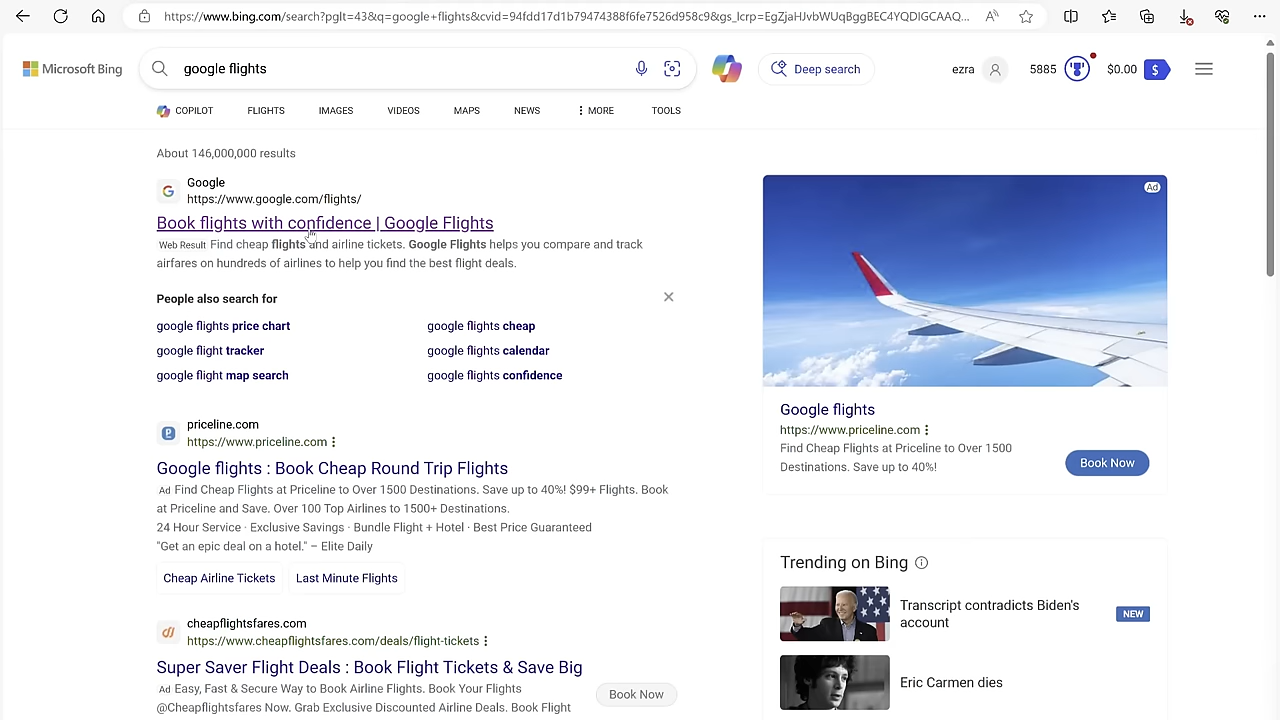 https://www.bing.com/search?pglt=43&q=google+flights&cvid=94fdd17d1b79474388f6fe7526d958c9&gs_lcrp=EgZjaHJvbWUqBggBEC4YQDIGCAAQ...
Microsoft Bing
google flights
Deep search
ezra
5885
$0.00
$
COPILOT
FLIGHTS
IMAGES
VIDEOS
MAPS
NEWS
MORE
TOOLS
About 146,000,000 results
Google
https://www.google.com/flights/
Book flights with confidence | Google Flights
Web Result Find cheap flights and airline tickets. Google Flights helps you compare and track
airfares on hundreds of airlines to help you find the best flight deals.
People also search for
google flights price chart
google flights cheap
google flight tracker
google flights calendar
google flight map search
google flights confidence
priceline.com
https://www.priceline.com
Google flights : Book Cheap Round Trip Flights
Ad Find Cheap Flights at Priceline to Over 1500 Destinations. Save up to 40%! $99+ Flights. Book
at Priceline and Save. Over 100 Top Airlines to 1500+ Destinations.
24 Hour Service · Exclusive Savings · Bundle Flight + Hotel · Best Price Guaranteed
"Get an epic deal on a hotel." – Elite Daily
Airline Tickets
Last Minute Flights
cheapflightsfares.com
https://www.cheapflightsfares.com/deals/flight-tickets
Super Saver Flight Deals : Book Flight Tickets & Save Big
Ad Easy, Fast & Secure Way to Book Airline Flights. Book Your Flights
@Cheapflightsfares Now. Grab Exclusive Discounted Airline Deals. Book Flight
Book Now
Ad
Google flights
https://www.priceline.com
Find Cheap Flights at Priceline to Over 1500
Destinations. Save up to 40%!
Book Now
Trending on Bing
Transcript contradicts Biden's
account
NEW
Eric Carmen dies